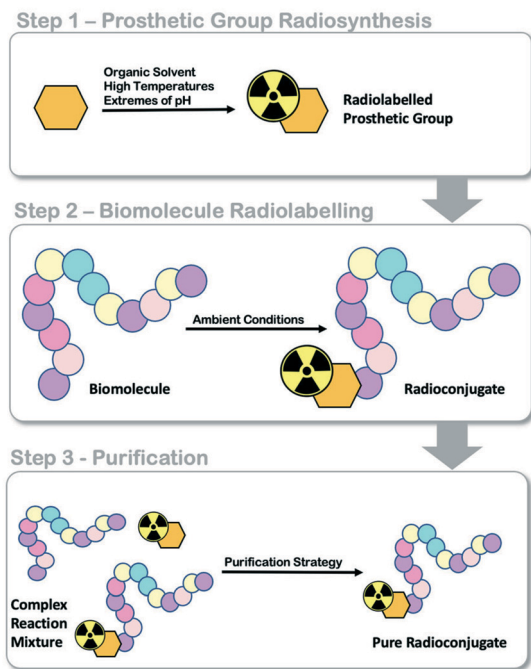 Step 1 – Prosthetic Group Radiosynthesis
Organic Solvent
High Temperatures
Extremes of pH
Radiolabelled
Prosthetic Group
Step 2 – Biomolecule Radiolabelling
Ambient Conditions
Biomolecule
Radioconjugate
Step 3 - Purification
Purification Strategy
Complex
Reaction
Mixture
Pure Radioconjugate